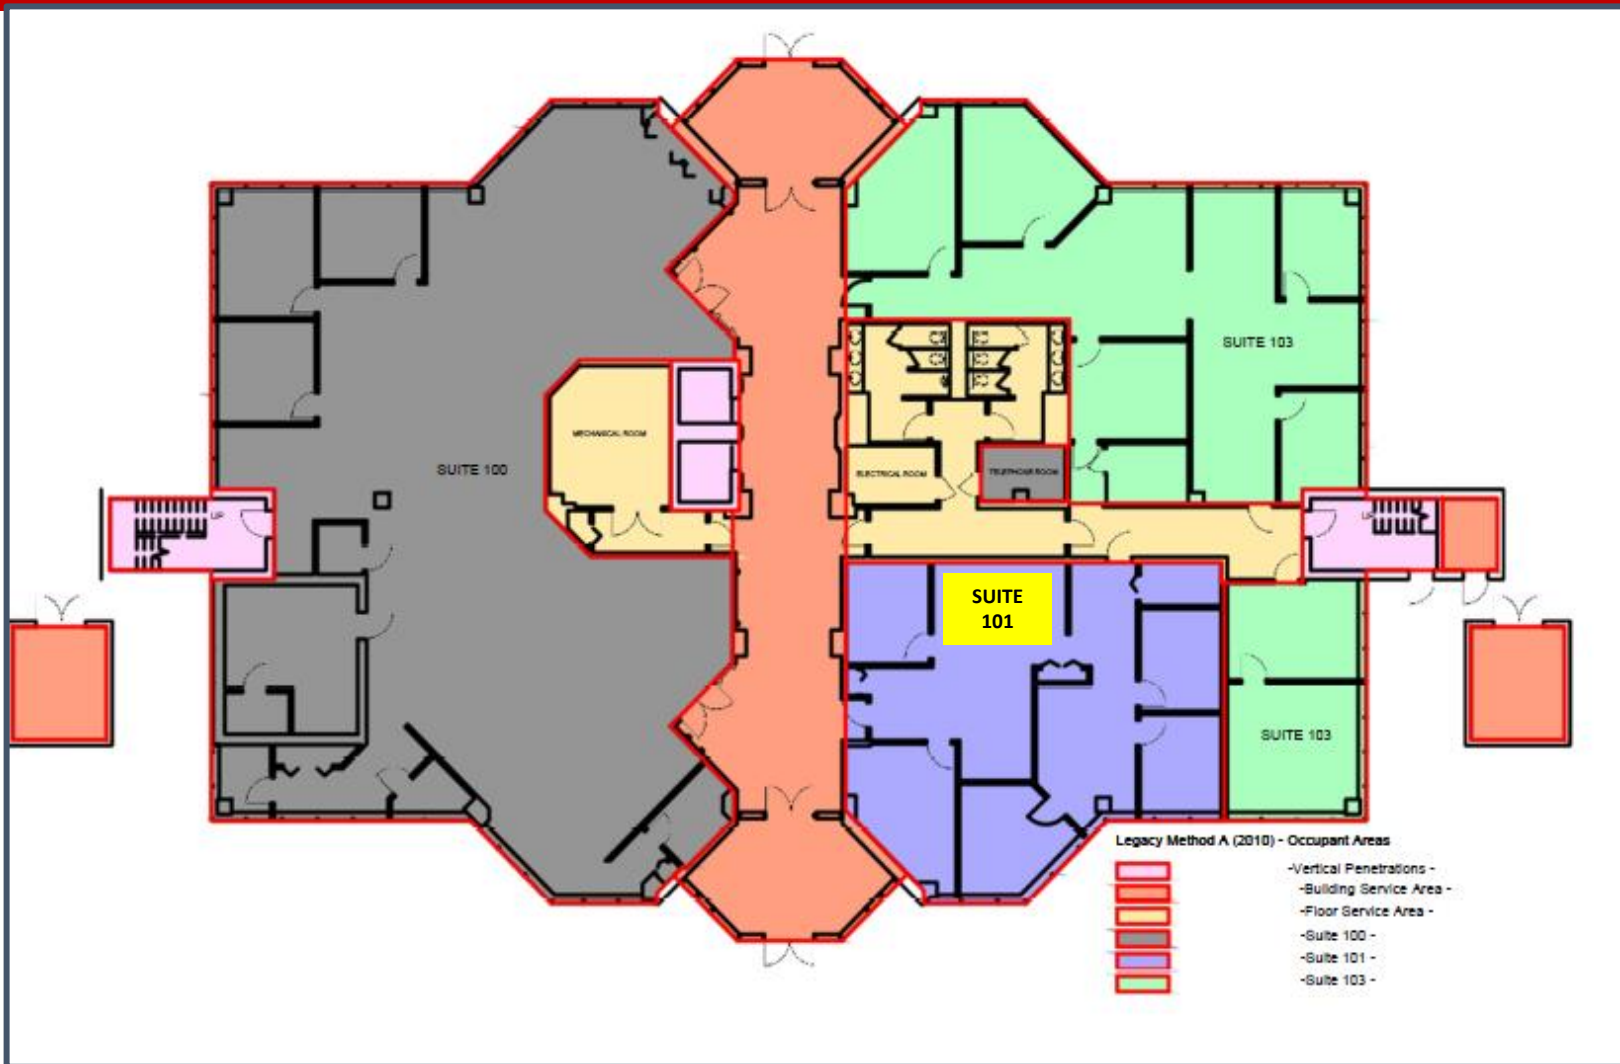 SUITE 103
MECHANICAL ROOM
SUITE 100
ELECTRICAL ROOM
TELEPHONE ROOM
UP
UP
SUITE
101
SUITE 103
Legacy Method A (2010) - Occupant Areas
-Vertical Penetrations -
-Building Service Area -
-Floor Service Area -
-Suite 100 -
-Suite 101 -
-Suite 103 -